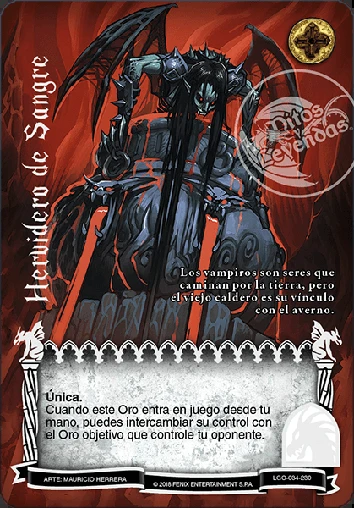 Hervidero de Sangre
Mitos
y
Leyendas
Los vampiros son seres que
caminan por la tierra, pero
el viejo caldero es su vínculo
con el averno.
Única.
Cuando este Oro entra en juego desde tu
mano, puedes intercambiar su control con
el Oro objetivo que controle tu oponente.
ARTE: MAURICIO HERRERA
© 2018 FENIX ENTERTAINMENT S.P.A